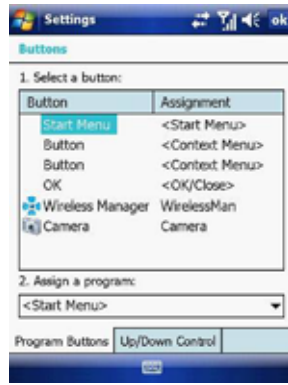 Settings
ok
Buttons
1. Select a button:
Button Assignment
Start Menu <Start Menu>
Button <Context Menu>
Button <Context Menu>
OK <OK/Close>
Wireless Manager WirelessMan
Camera Camera
2. Assign a program:
<Start Menu>
Program Buttons Up/Down Control